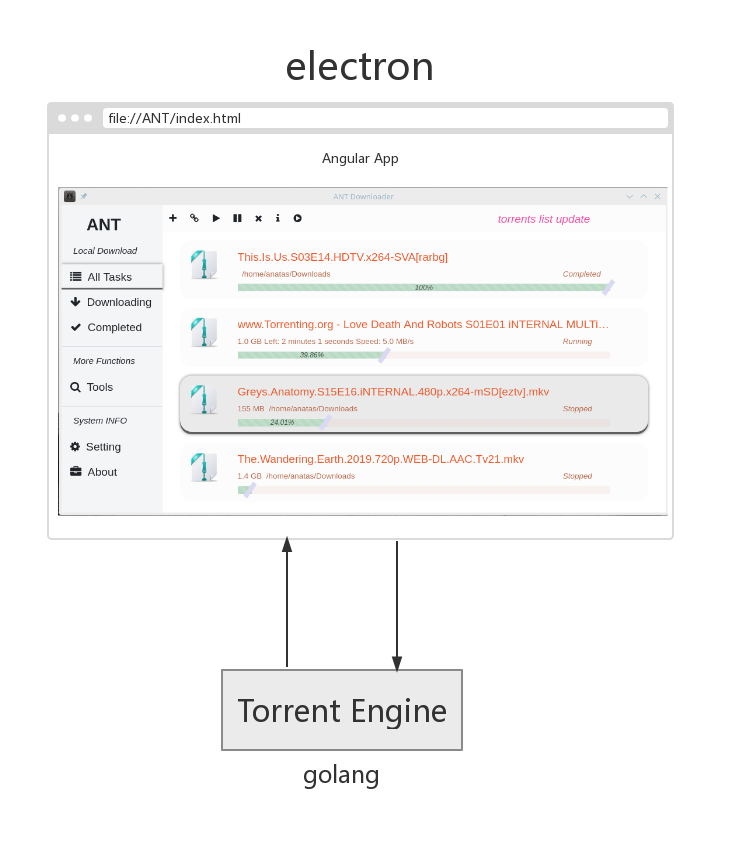 electron
file://ANT/index.html
Angular App
ANT Downloader
ANT
torrents list update
Local Download
All Tasks
Downloading
Completed
More Functions
Tools
System INFO
Setting
About
This.Is.Us.S03E14.HDTV.x264-SVA[rarbg]
/home/anatas/Downloads Completed
100%
www.Torrenting.org - Love Death And Robots S01E01 iNTERNAL MULTi...
1.0 GB Left: 2 minutes 1 seconds Speed: 5.0 MB/s Running
39.86%
Greys.Anatomy.S15E16.iNTERNAL.480p.x264-mSD[eztv].mkv
155 MB /home/anatas/Downloads Stopped
24.01%
The.Wandering.Earth.2019.720p.WEB-DL.AAC.Tv21.mkv
1.4 GB /home/anatas/Downloads Stopped
Torrent Engine
golang